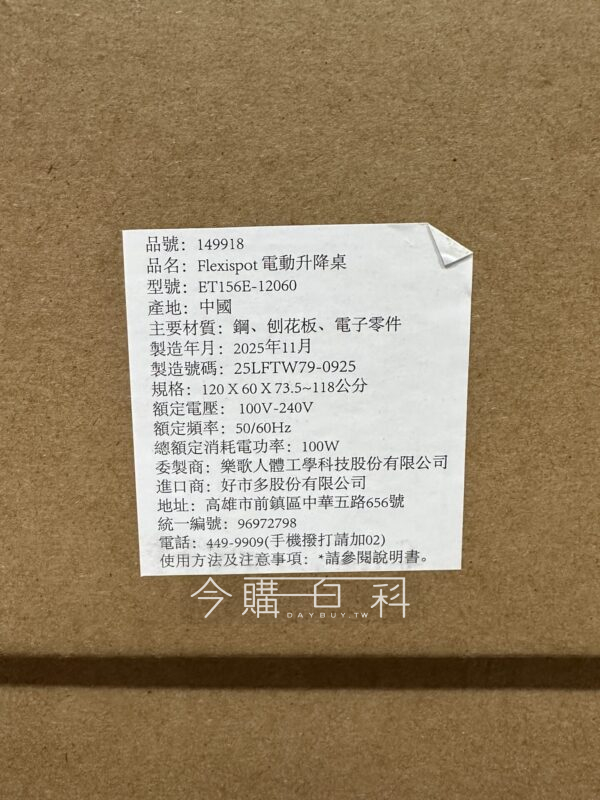 品號：149918
品名：Flexispot 電動升降桌
型號：ET156E-12060
產地：中國
主要材質：鋼、刨花板、電子零件
製造年月：2025年11月
製造號碼：25LFTW79-0925
規格：120 X 60 X 73.5~118公分
額定電壓：100V-240V
額定頻率：50/60Hz
總額定消耗電功率：100W
委製商：樂歌人體工學科技股份有限公司
進口商：好市多股份有限公司
地址：高雄市前鎮區中華五路656號
統一編號：96972798
電話：449-9909(手機撥打請加02)
使用方法及注意事項：*請參閱說明書。
今購百科
DAYBUY.TW